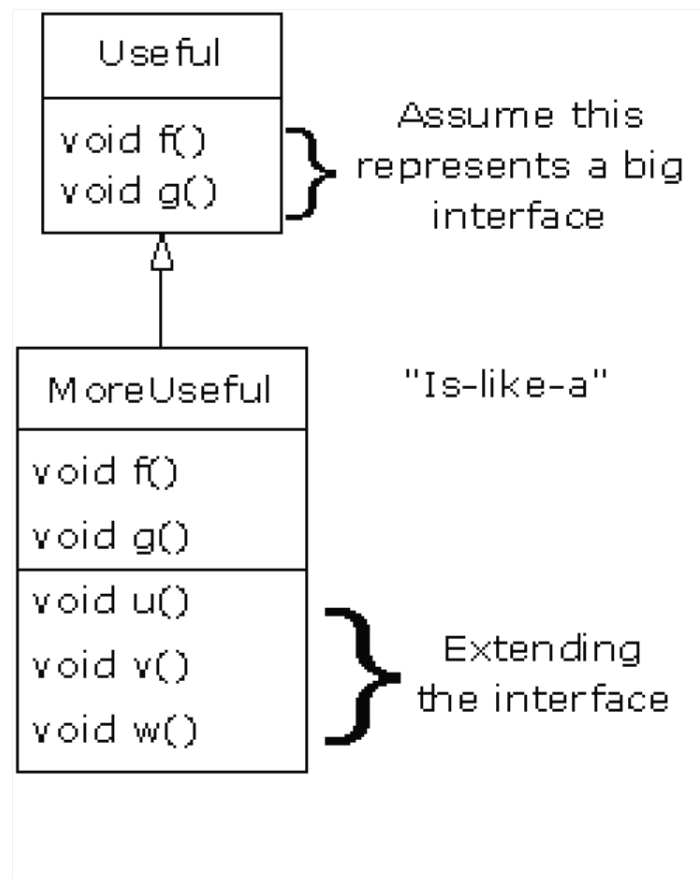 Useful
void f()
void g()
Assume this
represents a big
interface
MoreUseful
"Is-like-a"
void f()
void g()
void u()
void v()
void w()
Extending
the interface